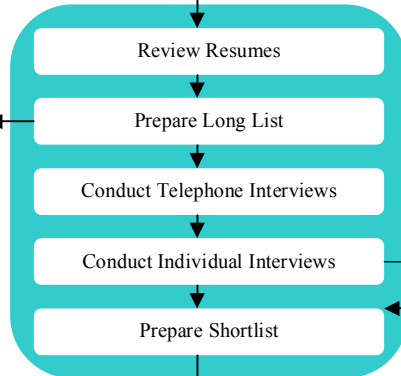 Review Resumes
Prepare Long List
Conduct Telephone Interviews
Conduct Individual Interviews
Prepare Shortlist